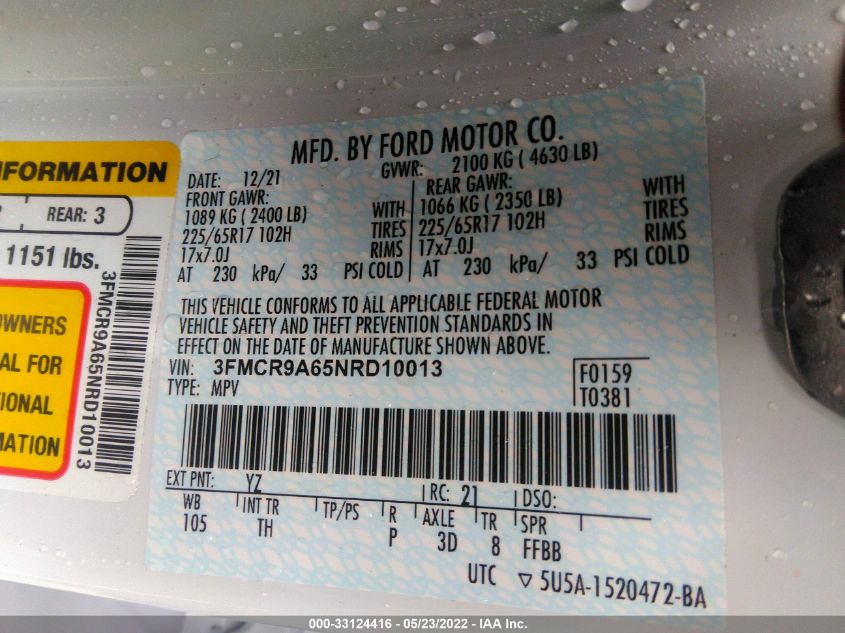 NFORMATION
REAR: 3
1151 lbs.
OWNERS
AL FOR
TIONAL
MATION
3FMCR9A65NRD10013
MFD. BY FORD MOTOR CO.
DATE: 12/21 GVWR: 2100 KG ( 4630 LB)
FRONT GAWR: REAR GAWR:
1089 KG ( 2400 LB) WITH 1066 KG ( 2350 LB) WITH
225/65R17 102H TIRES 225/65R17 102H TIRES
17x7.0J RIMS 17x7.0J RIMS
AT 230 kPa/ 33 PSI COLD AT 230 kPa/ 33 PSI COLD
THIS VEHICLE CONFORMS TO ALL APPLICABLE FEDERAL MOTOR
VEHICLE SAFETY AND THEFT PREVENTION STANDARDS IN
EFFECT ON THE DATE OF MANUFACTURE SHOWN ABOVE.
VIN: 3FMCR9A65NRD10013 F0159
TYPE: MPV T0381
EXT PNT: YZ RC: 21 DSO:
WB INT TR TP/PS R AXLE TR SPR
105 TH P 3D 8 FFBB
UTC ▽ 5U5A-1520472-BA
000-33124416 - 05/23/2022 - IAAI.com